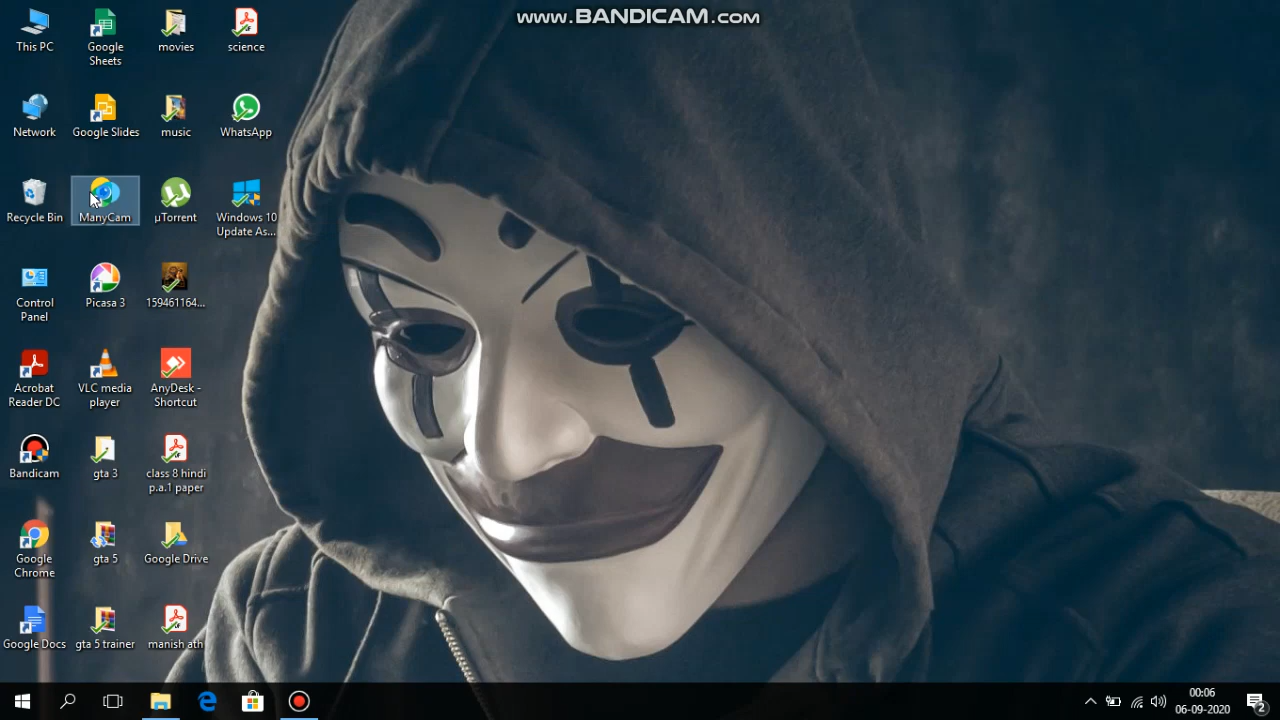 www.BANDICAM.com
This PC
Google
Sheets
movies
science
Network
Google Slides
music
WhatsApp
Recycle Bin
ManyCam
µTorrent
Windows 10
Update As...
Control
Panel
Picasa 3
159461164...
Acrobat
Reader DC
VLC media
player
AnyDesk -
Shortcut
Bandicam
gta 3
class 8 hindi
p.a.1 paper
Google
Chrome
gta 5
Google Drive
Google Docs
gta 5 trainer
manish ath
00:06
06-09-2020
2